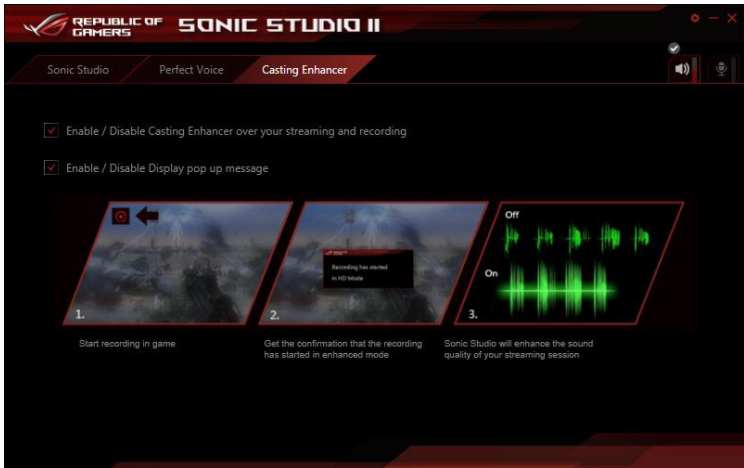 REPUBLIC OF
GAMERS
SONIC STUDIO II
Sonic Studio
Perfect Voice
Casting Enhancer
Enable / Disable Casting Enhancer over your streaming and recording
Enable / Disable Display pop up message
Recording has started
in HD Mode
Off
On
1.
2.
3.
Start recording in game
Get the confirmation that the recording
has started in enhanced mode
Sonic Studio will enhance the sound
quality of your streaming session